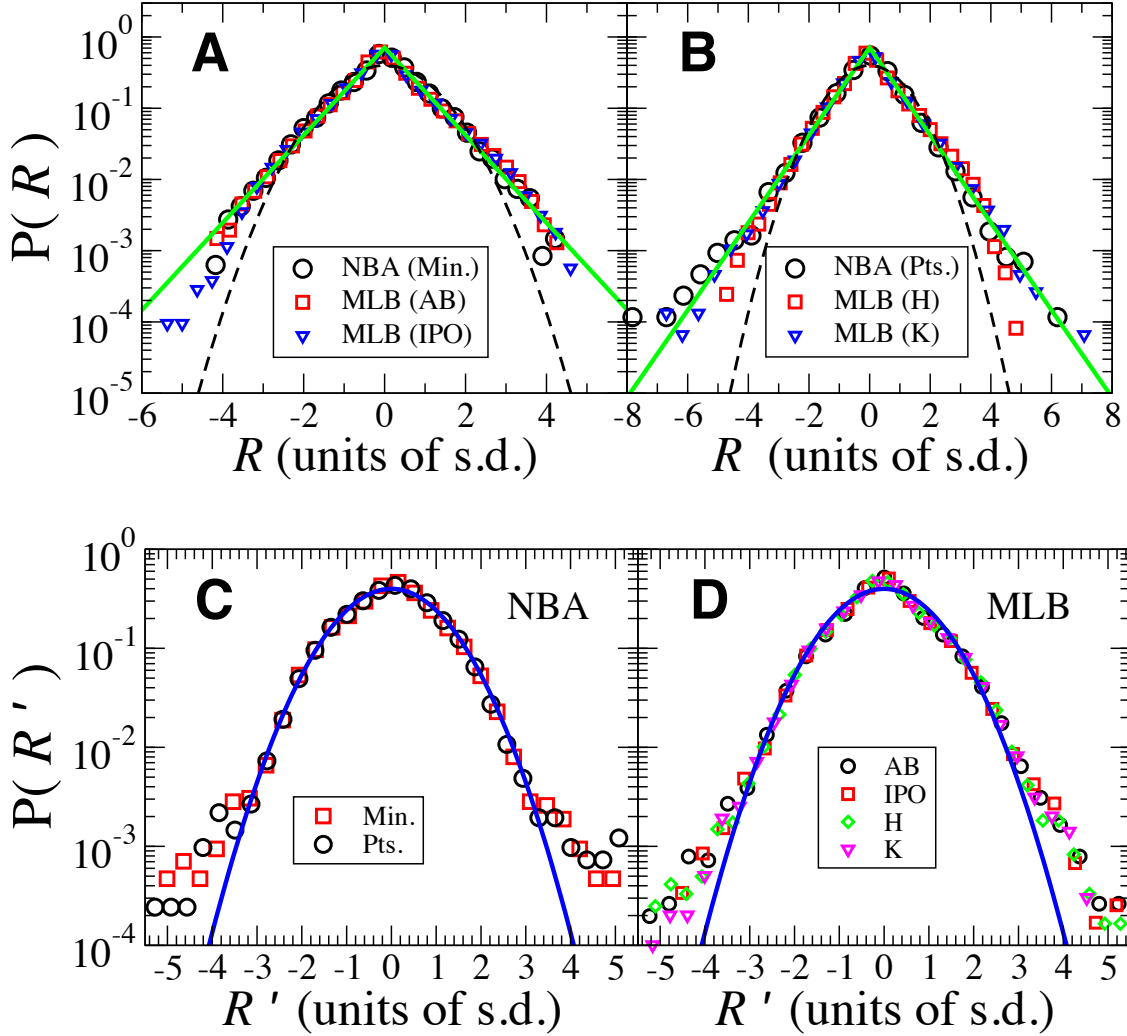 A
B
P(R)
10^0
10^-1
10^-2
10^-3
10^-4
10^-5
NBA (Min.)
MLB (AB)
MLB (IPO)
NBA (Pts.)
MLB (H)
MLB (K)
-6 -4 -2 0 2 4 -8 -6 -4 -2 0 2 4 6 8
R (units of s.d.)
R (units of s.d.)
C
NBA
D
MLB
P(R')
10^0
10^-1
10^-2
10^-3
10^-4
Min.
Pts.
AB
IPO
H
K
-5 -4 -3 -2 -1 0 1 2 3 4 5
-5 -4 -3 -2 -1 0 1 2 3 4 5
R' (units of s.d.)
R' (units of s.d.)